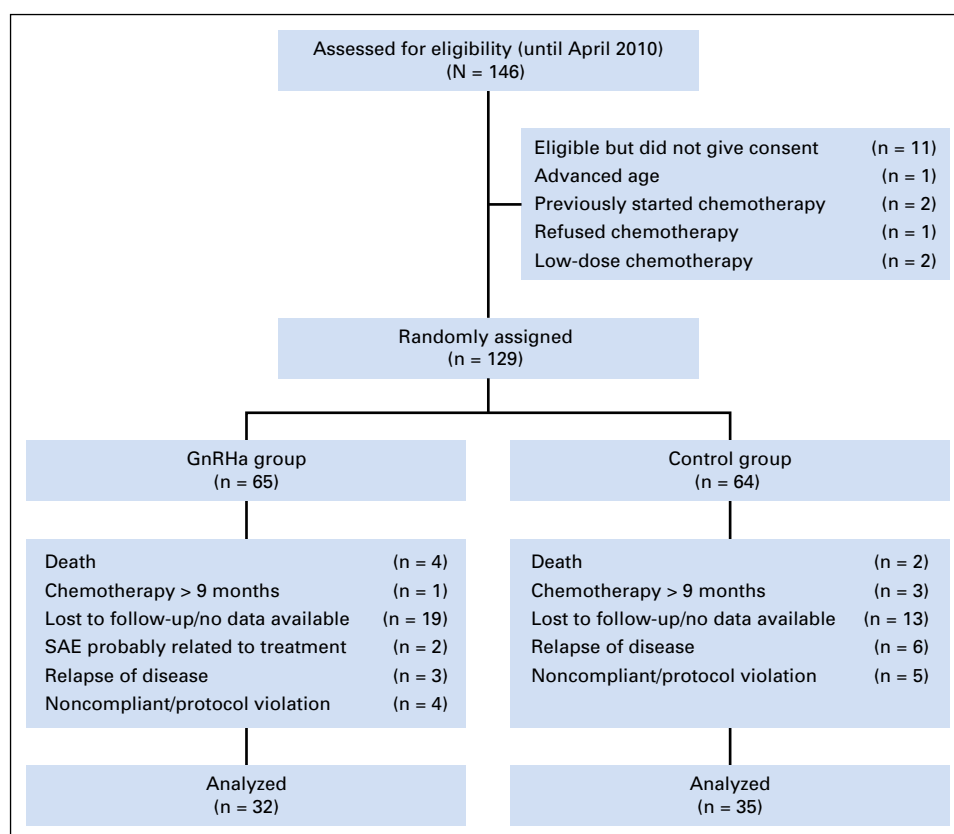 Assessed for eligibility (until April 2010)
(N = 146)
Eligible but did not give consent (n = 11)
Advanced age (n = 1)
Previously started chemotherapy (n = 2)
Refused chemotherapy (n = 1)
Low-dose chemotherapy (n = 2)
Randomly assigned
(n = 129)
GnRHa group
(n = 65)
Control group
(n = 64)
Death (n = 4)
Chemotherapy > 9 months (n = 1)
Lost to follow-up/no data available (n = 19)
SAE probably related to treatment (n = 2)
Relapse of disease (n = 3)
Noncompliant/protocol violation (n = 4)
Death (n = 2)
Chemotherapy > 9 months (n = 3)
Lost to follow-up/no data available (n = 13)
Relapse of disease (n = 6)
Noncompliant/protocol violation (n = 5)
Analyzed
(n = 32)
Analyzed
(n = 35)